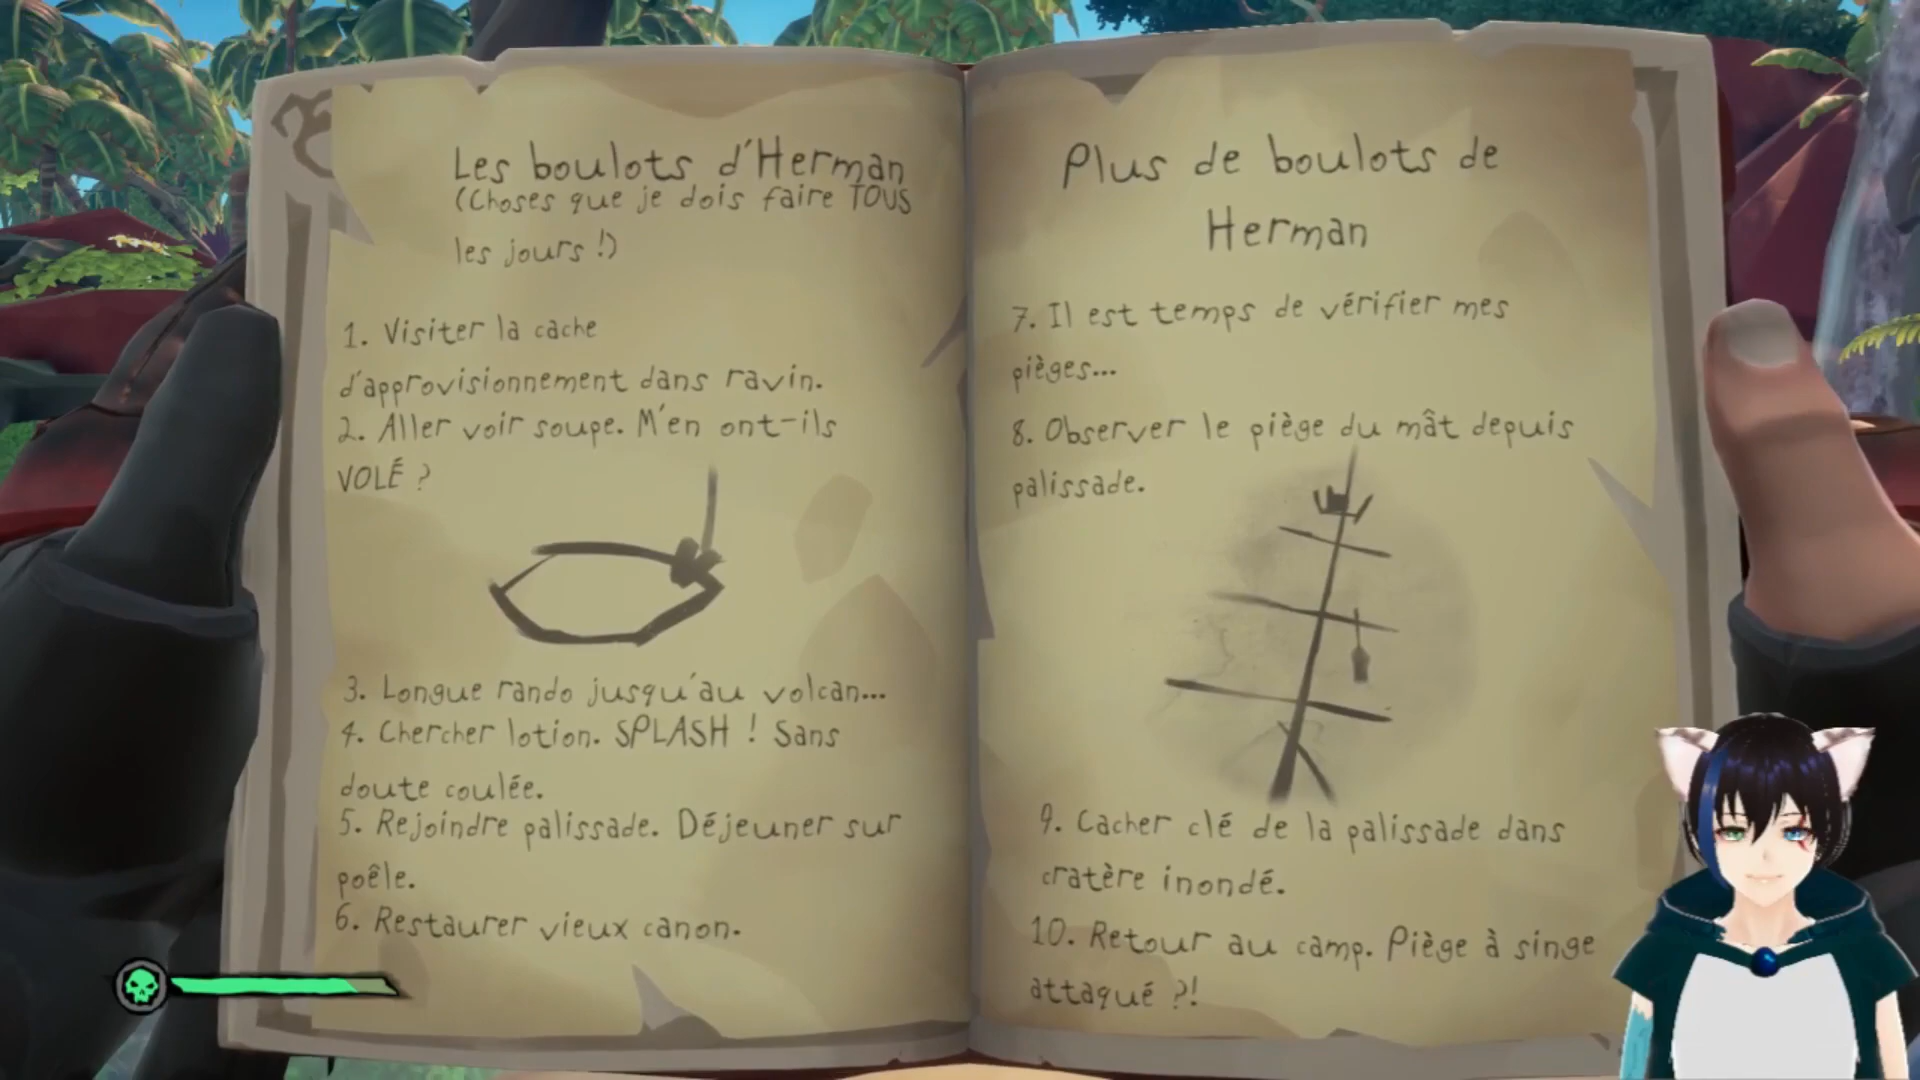 Les boulots d'Herman
(Choses que je dois faire TOUS
les jours !)
1. Visiter la cache
d'approvisionnement dans ravin.
2. Aller voir soupe. M'en ont-ils
VOLÉ ?
3. Longue rando jusqu'au volcan...
4. Chercher lotion. SPLASH ! Sans
doute coulée.
5. Rejoindre palissade. Déjeuner sur
poêle.
6. Restaurer vieux canon.
Plus de boulots de
Herman
7. Il est temps de vérifier mes
pièges...
8. Observer le piège du mât depuis
palissade.
9. Cacher clé de la palissade dans
cratère inondé.
10. Retour au camp. Piège à singe
attaqué ?!